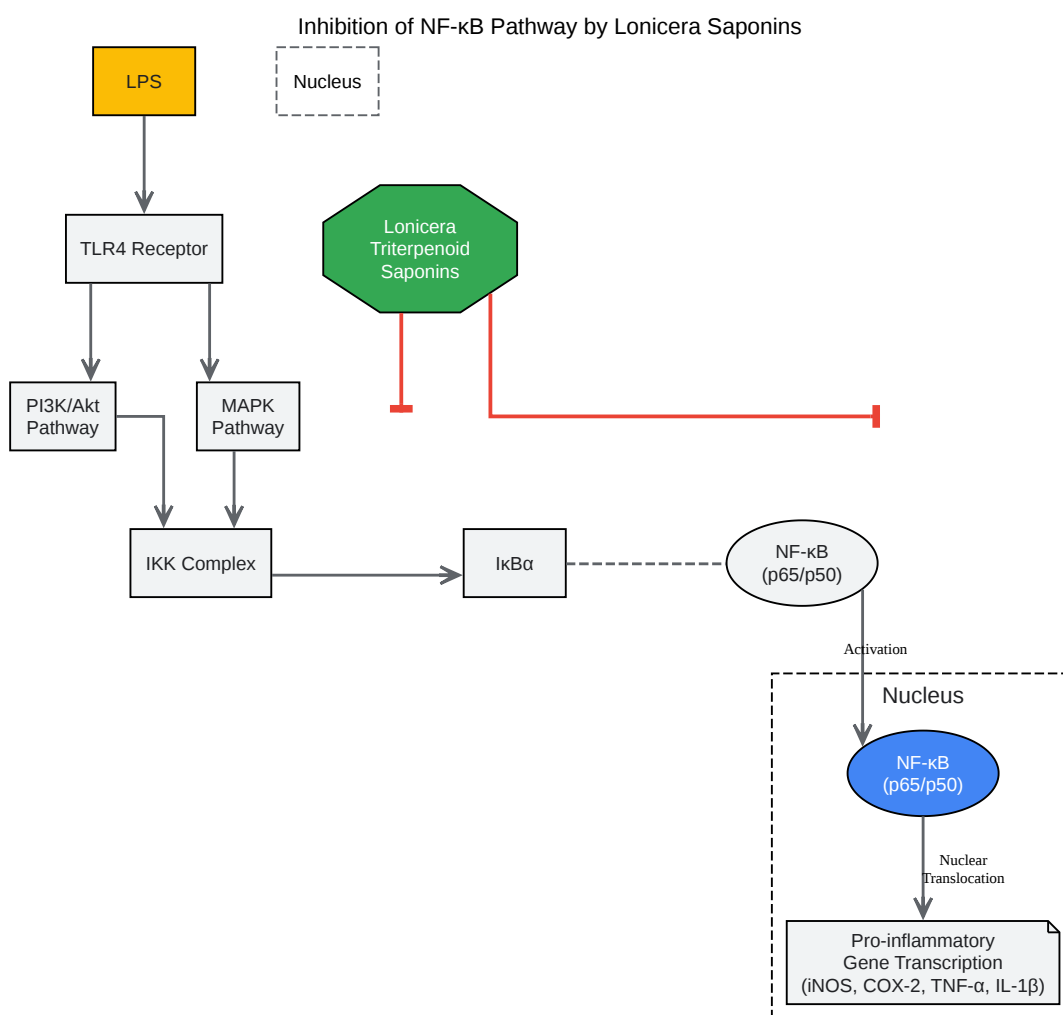 Inhibition of NF-κB Pathway by Lonicera Saponins
LPS
Nucleus
TLR4 Receptor
Lonicera
Triterpenoid
Saponins
PI3K/Akt
Pathway
MAPK
Pathway
IKK Complex
IκBα
NF-κB
(p65/p50)
Activation
Nucleus
NF-κB
(p65/p50)
Nuclear
Translocation
Pro-inflammatory
Gene Transcription
(iNOS, COX-2, TNF-α, IL-1β)